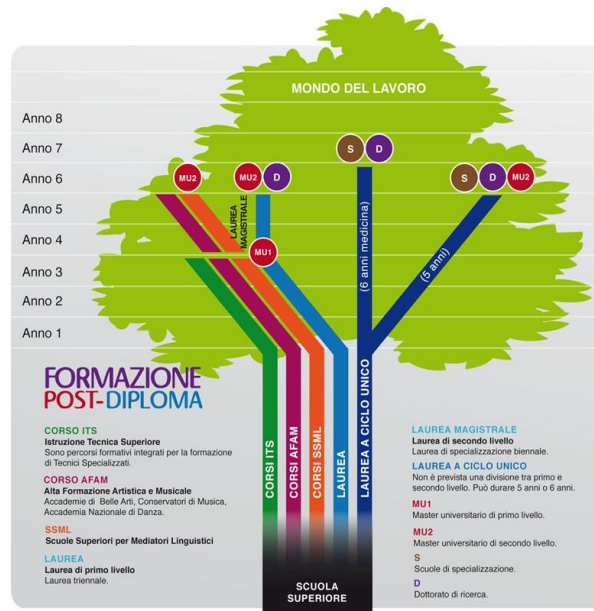 MONDO DEL LAVORO
Anno 8
Anno 7
S D
Anno 6
MU2
MU2 D
S D MU2
Anno 5
LAUREA
MAGISTRALE
(6 anni medicina)
(5 anni)
Anno 4
MU1
Anno 3
Anno 2
Anno 1
FORMAZIONE
POST-DIPLOMA
CORSO ITS
Istruzione Tecnica Superiore
Sono percorsi formativi integrati per la formazione
di Tecnici Specializzati.
CORSO AFAM
Alta Formazione Artistica e Musicale
Accademie di Belle Arti, Conservatori di Musica,
Accademia Nazionale di Danza.
SSML
Scuole Superiori per Mediatori Linguistici
LAUREA
Laurea di primo livello
Laurea triennale.
CORSI ITS
CORSI AFAM
CORSI SSML
LAUREA
LAUREA A CICLO UNICO
SCUOLA
SUPERIORE
LAUREA MAGISTRALE
Laurea di secondo livello
Laurea di specializzazione biennale.
LAUREA A CICLO UNICO
Non è prevista una divisione tra primo e
secondo livello. Può durare 5 anni o 6 anni.
MU1
Master universitario di primo livello.
MU2
Master universitario di secondo livello.
S
Scuole di specializzazione.
D
Dottorato di ricerca.